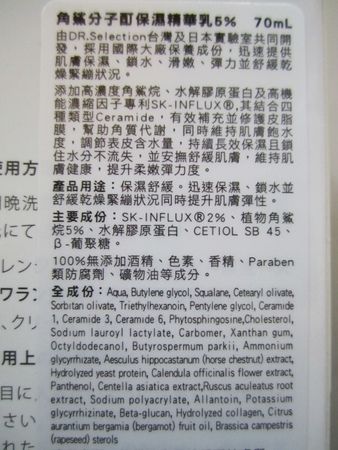 角鯊分子酊保濕精華乳5% 70mL
由DR.Selection台灣及日本實驗室共同開
發，採用國際大廠保養成份，迅速提供
肌膚保濕、鎖水、滑嫩、彈力並舒緩乾
燥緊繃狀況。
添加高濃度角鯊烷、水解膠原蛋白及高機
能濃縮因子專利SK-INFLUX®,其結合四
種類型Ceramide，有效補充並修護皮脂
膜，幫助角質代謝，同時維持肌膚飽水
度，調節表皮含水量，持續長效保濕且鎖
住水分不流失，並安撫舒緩肌膚，維持肌
膚健康，提升柔嫩彈力度。
產品用途：保濕舒緩。迅速保濕、鎖水並
舒緩乾燥緊繃狀況同時提升肌膚彈性。
主要成份：SK-INFLUX®2%、植物角鯊
烷5%、水解膠原蛋白、CETIOL SB 45、
β-葡聚糖。
100%無添加酒精、色素、香精、Paraben
類防腐劑、礦物油等成分。
全成份：Aqua, Butylene glycol, Squalane, Cetearyl olivate,
Sorbitan olivate, Triethylhexanoin, Pentylene glycol, Ceramide
1, Ceramide 3, Ceramide 6, Phytosphingosine,Cholesterol,
Sodium lauroyl lactylate, Carbomer, Xanthan gum,
Octyldodecanol, Butyrospermum parkii, Ammonium
glycyrrhizate, Aesculus hippocastanum (horse chestnut) extract,
Hydrolyzed yeast protein, Calendula officinalis flower extract,
Panthenol, Centella asiatica extract,Ruscus aculeatus root
extract, Sodium polyacrylate, Allantoin, Potassium
glycyrrhizinate, Beta-glucan, Hydrolyzed collagen, Citrus
aurantium bergamia (bergamot) fruit oil, Brassica campestris
(rapeseed) sterols
使用方
晩洗
にて
レン
ワラン
、クリ
用上
目に
さい
れた